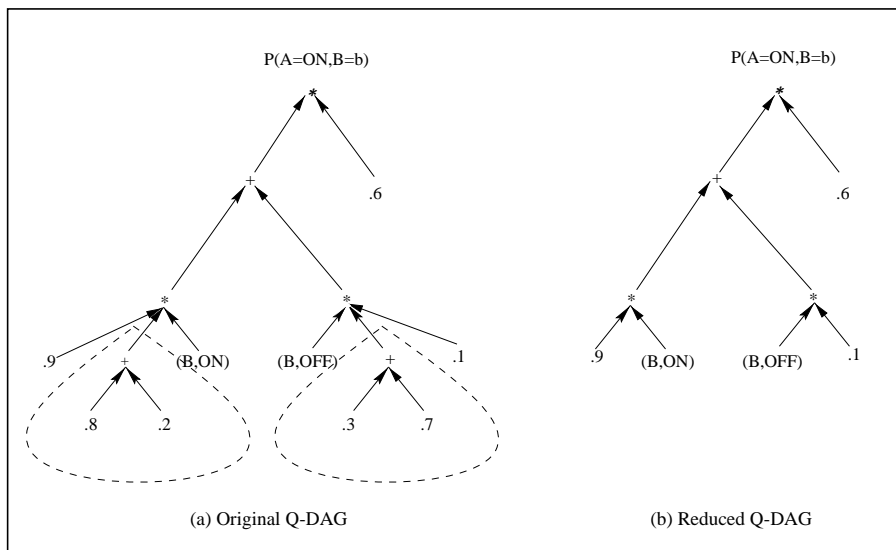 P(A=ON,B=b)
*
+
.6
*
*
.9
+
(B,ON)
(B,OFF)
+
.1
.8
.2
.3
.7
(a) Original Q-DAG
P(A=ON,B=b)
*
+
.6
*
*
.9
(B,ON)
(B,OFF)
.1
(b) Reduced Q-DAG